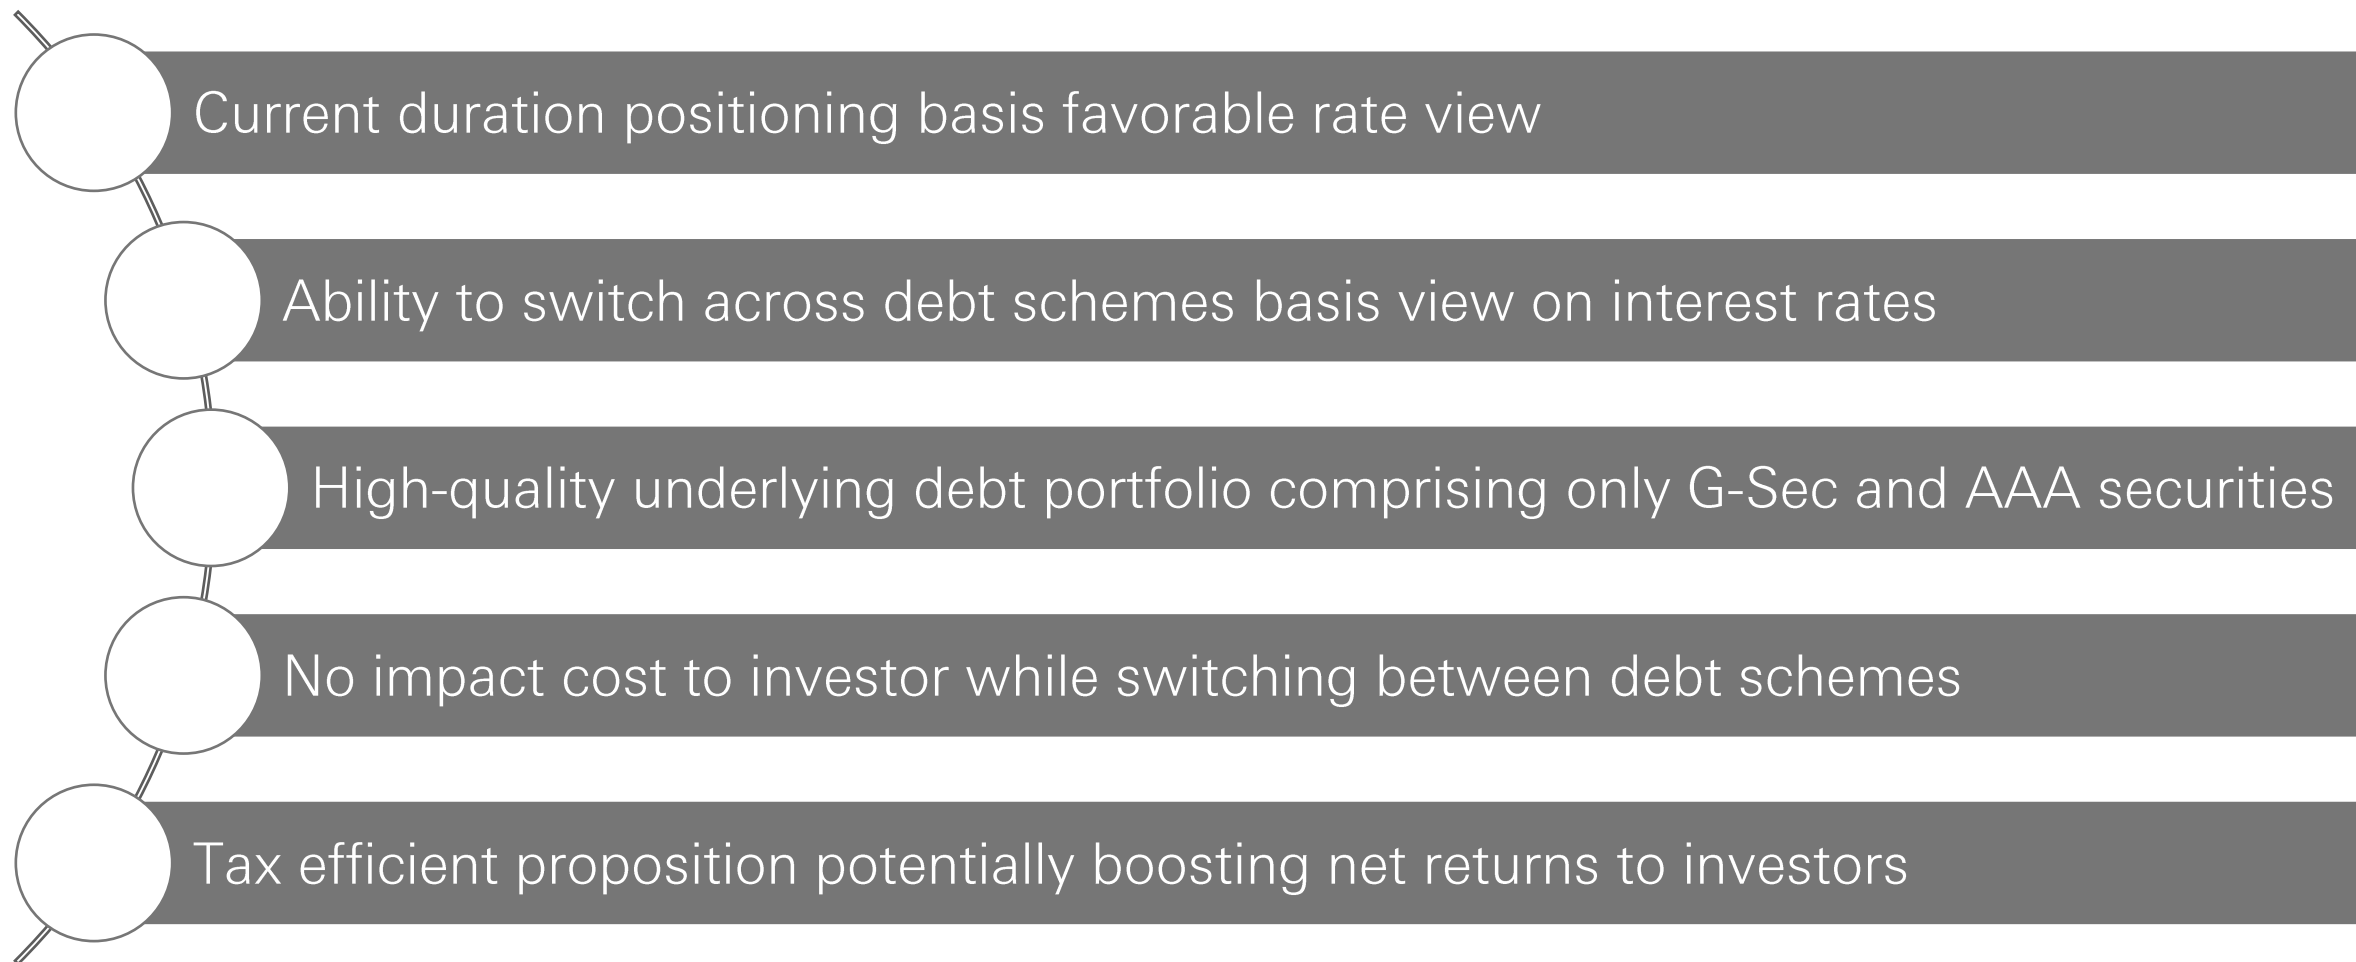 Current duration positioning basis favorable rate view
Ability to switch across debt schemes basis view on interest rates
High-quality underlying debt portfolio comprising only G-Sec and AAA securities
No impact cost to investor while switching between debt schemes
Tax efficient proposition potentially boosting net returns to investors